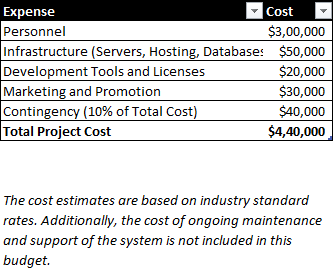 Expense Cost
Personnel $3,00,000
Infrastructure (Servers, Hosting, Databases $50,000
Development Tools and Licenses $20,000
Marketing and Promotion $30,000
Contingency (10% of Total Cost) $40,000
Total Project Cost $4,40,000
The cost estimates are based on industry standard
rates. Additionally, the cost of ongoing maintenance
and support of the system is not included in this
budget.